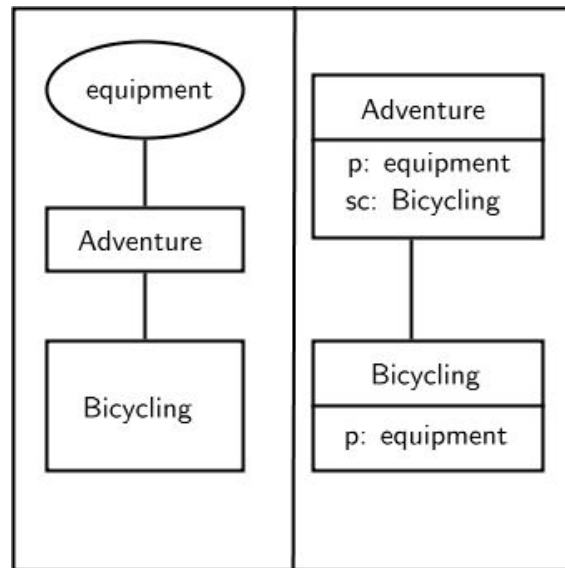 equipment
Adventure
Bicycling
Adventure
p: equipment
sc: Bicycling
Bicycling
p: equipment